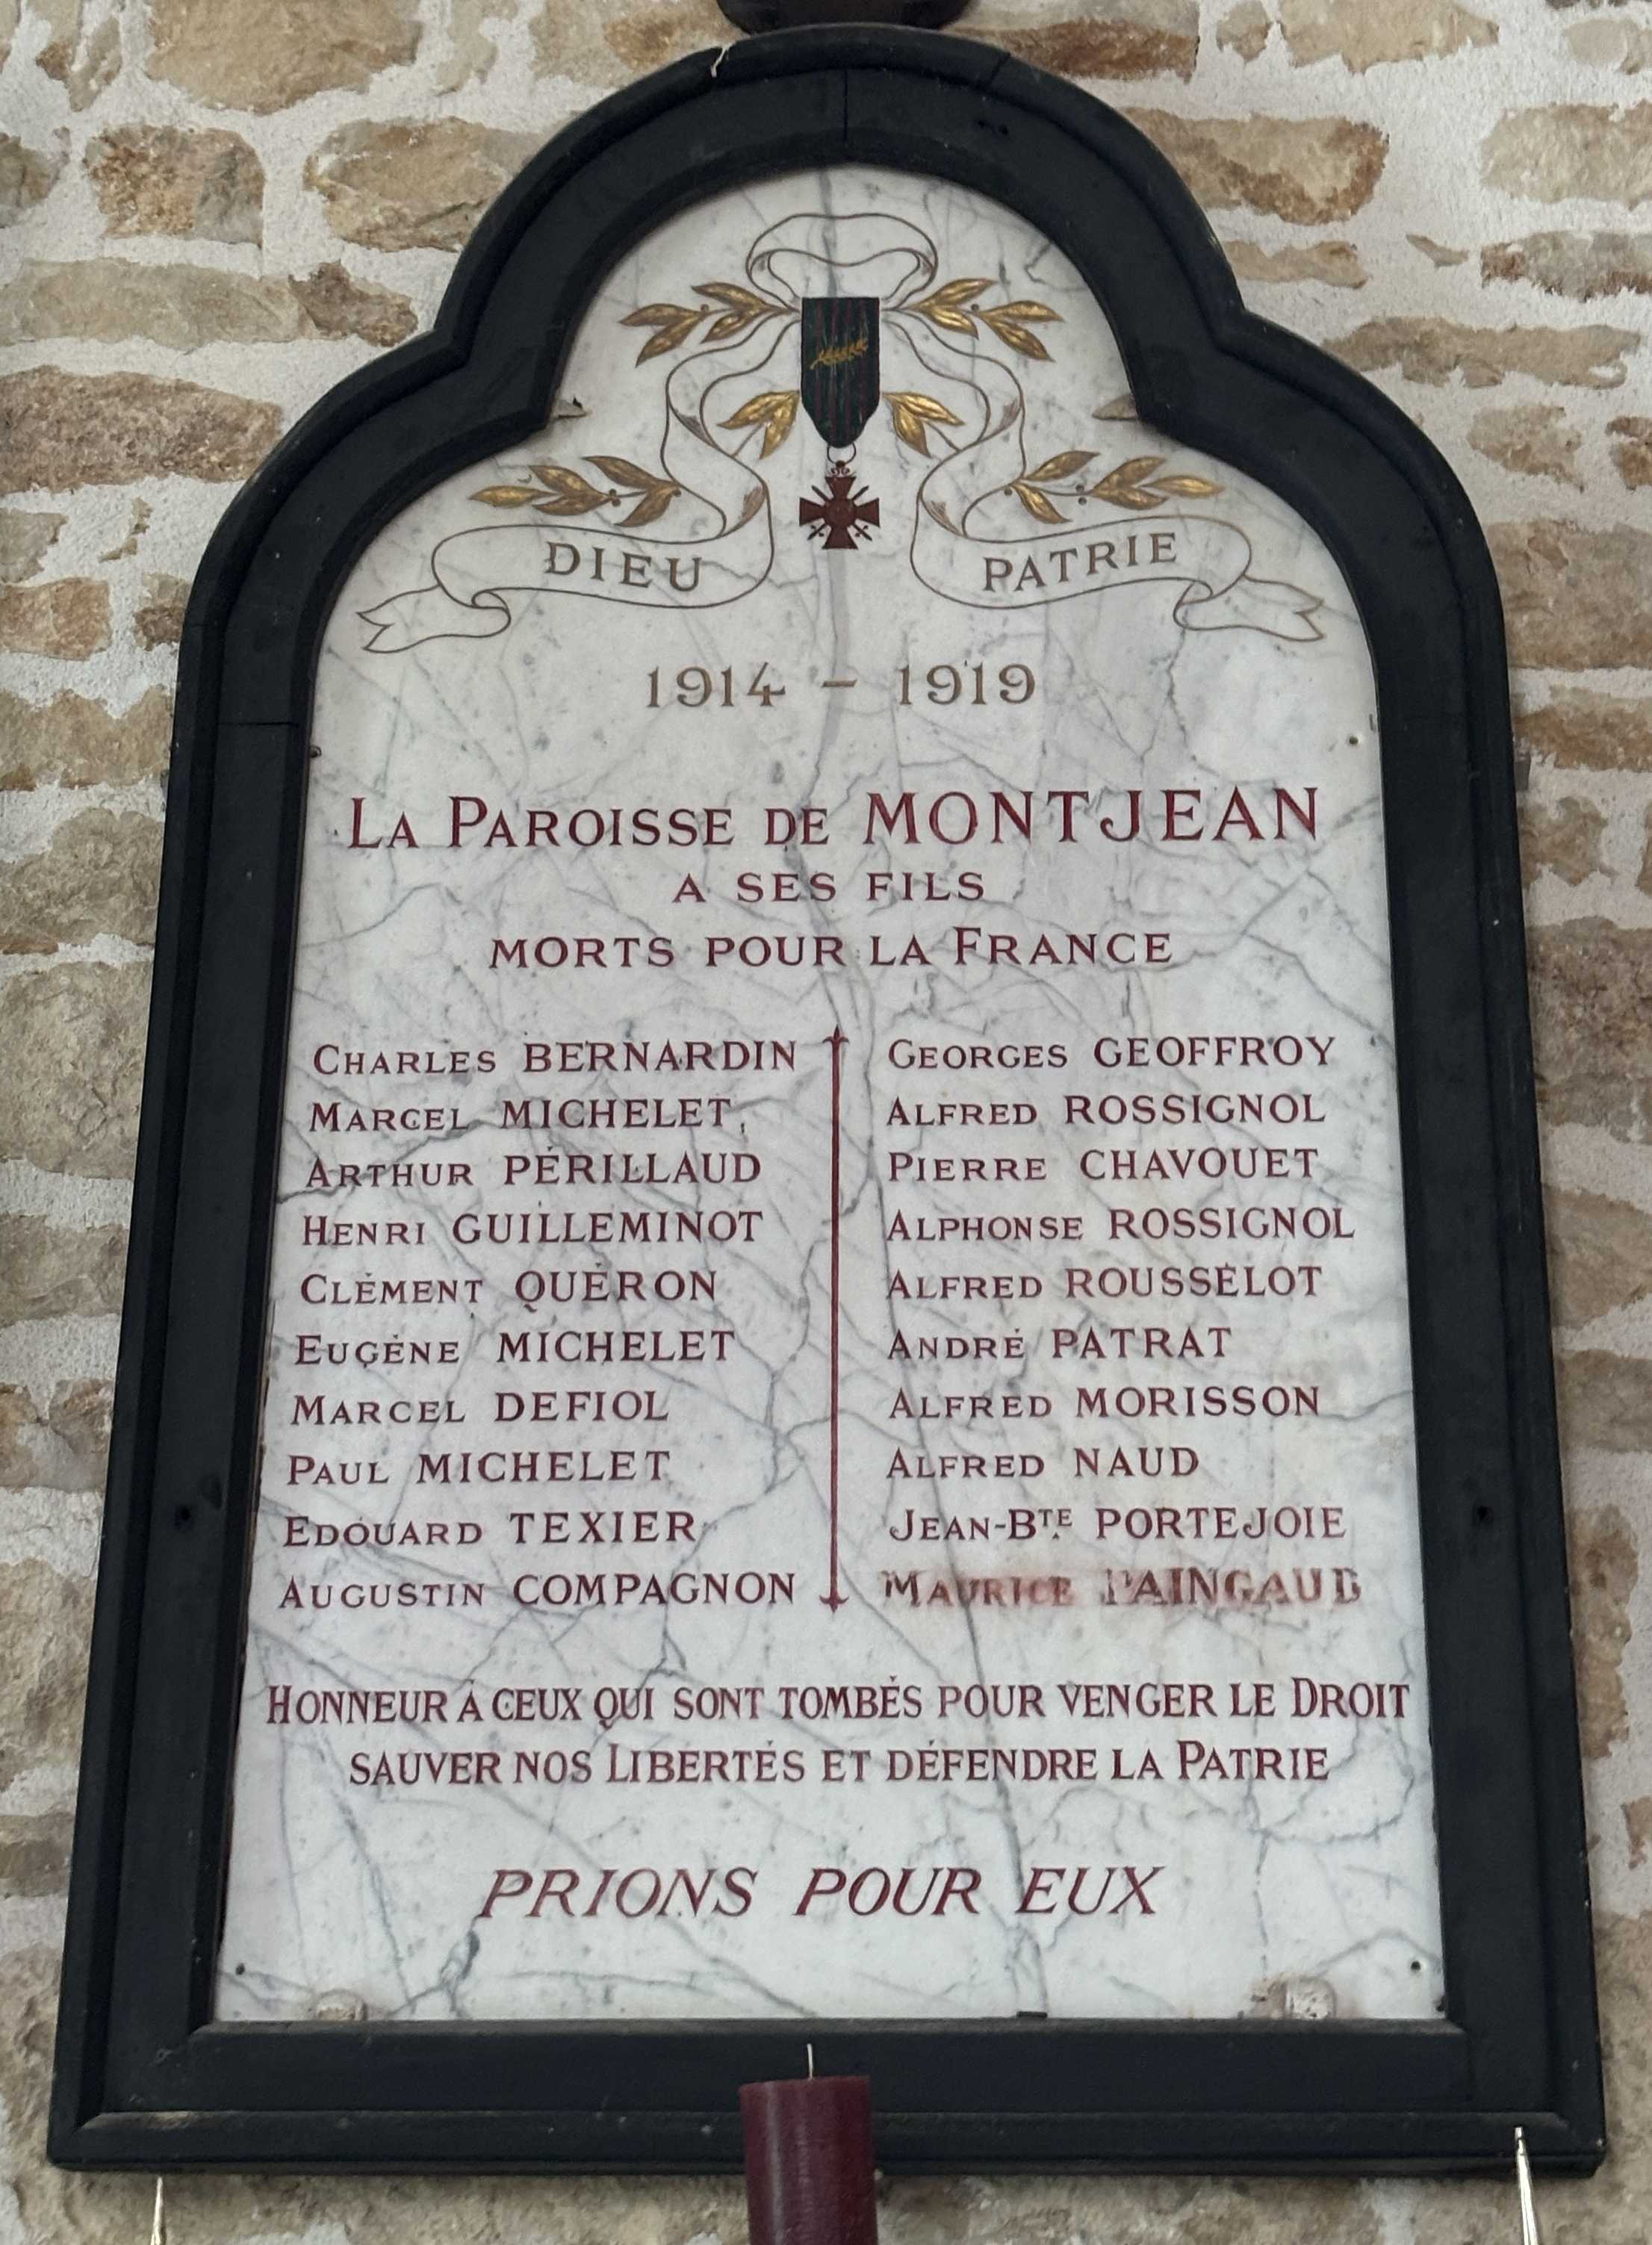 DIEU PATRIE
1914 - 1919
LA PAROISSE DE MONTJEAN
A SES FILS
MORTS POUR LA FRANCE
CHARLES BERNARDIN
MARCEL MICHELET
ARTHUR PÉRILLAUD
HENRI GUILLEMINOT
CLÉMENT QUÉRON
EUGÉNE MICHELET
MARCEL DEFIOL
PAUL MICHELET
EDOUARD TEXIER
AUGUSTIN COMPAGNON
GEORGES GEOFFROY
ALFRED ROSSIGNOL
PIERRE CHAVOUET
ALPHONSE ROSSIGNOL
ALFRED ROUSSELOT
ANDRÉ PATRAT
ALFRED MORISSON
ALFRED NAUD
JEAN-BTE PORTEJOIE
MAURICE PAINGAUD
HONNEUR À CEUX QUI SONT TOMBÉS POUR VENGER LE DROIT
SAUVER NOS LIBERTÉS ET DÉFENDRE LA PATRIE
PRIONS POUR EUX